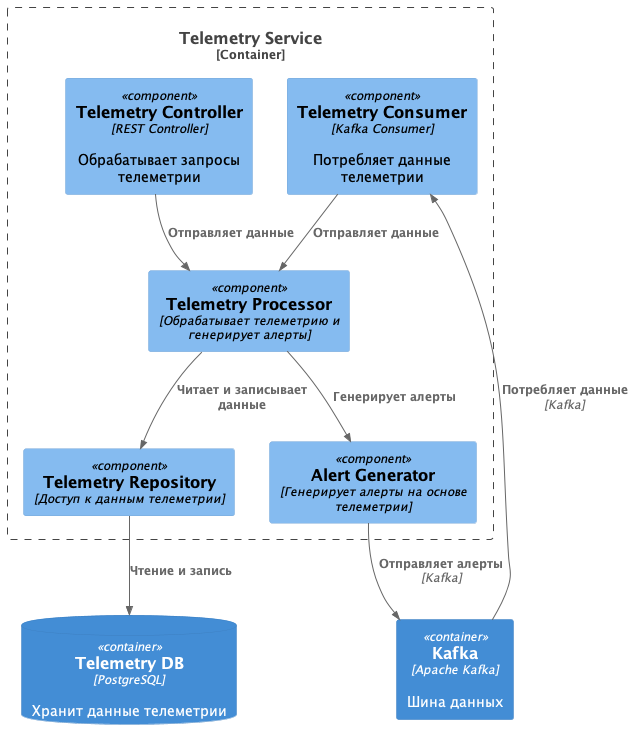 Telemetry Service
[Container]
«component»
Telemetry Controller
[REST Controller]
Обрабатывает запросы
телеметрии
«component»
Telemetry Consumer
[Kafka Consumer]
Потребляет данные
телеметрии
Отправляет данные
Отправляет данные
«component»
Telemetry Processor
[Обрабатывает телеметрию и
генерирует алерты]
Читает и записывает
данные
Генерирует алерты
Потребляет данные
[Kafka]
«component»
Telemetry Repository
[Доступ к данным телеметрии]
«component»
Alert Generator
[Генерирует алерты на основе
телеметрии]
Чтение и запись
Отправляет алерты
[Kafka]
«container»
Telemetry DB
[PostgreSQL]
Хранит данные телеметрии
«container»
Kafka
[Apache Kafka]
Шина данных